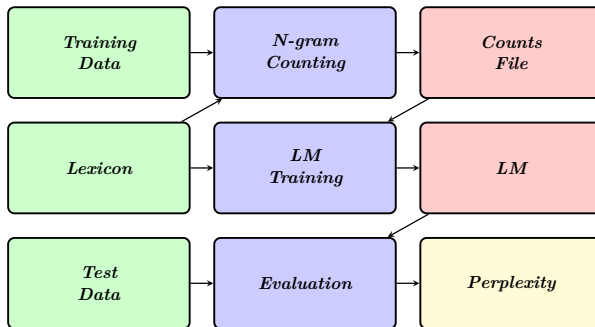 Training
Data
N-gram
Counting
Counts
File
Lexicon
LM
Training
LM
Test
Data
Evaluation
Perplexity